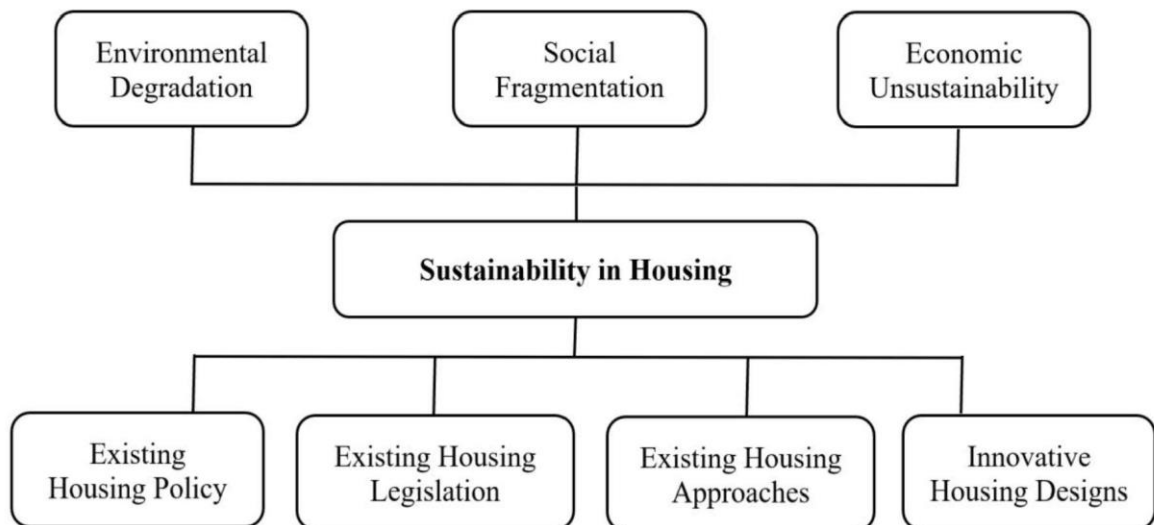 Environmental
Degradation
Social
Fragmentation
Economic
Unsustainability
Sustainability in Housing
Existing
Housing Policy
Existing Housing
Legislation
Existing Housing
Approaches
Innovative
Housing Designs